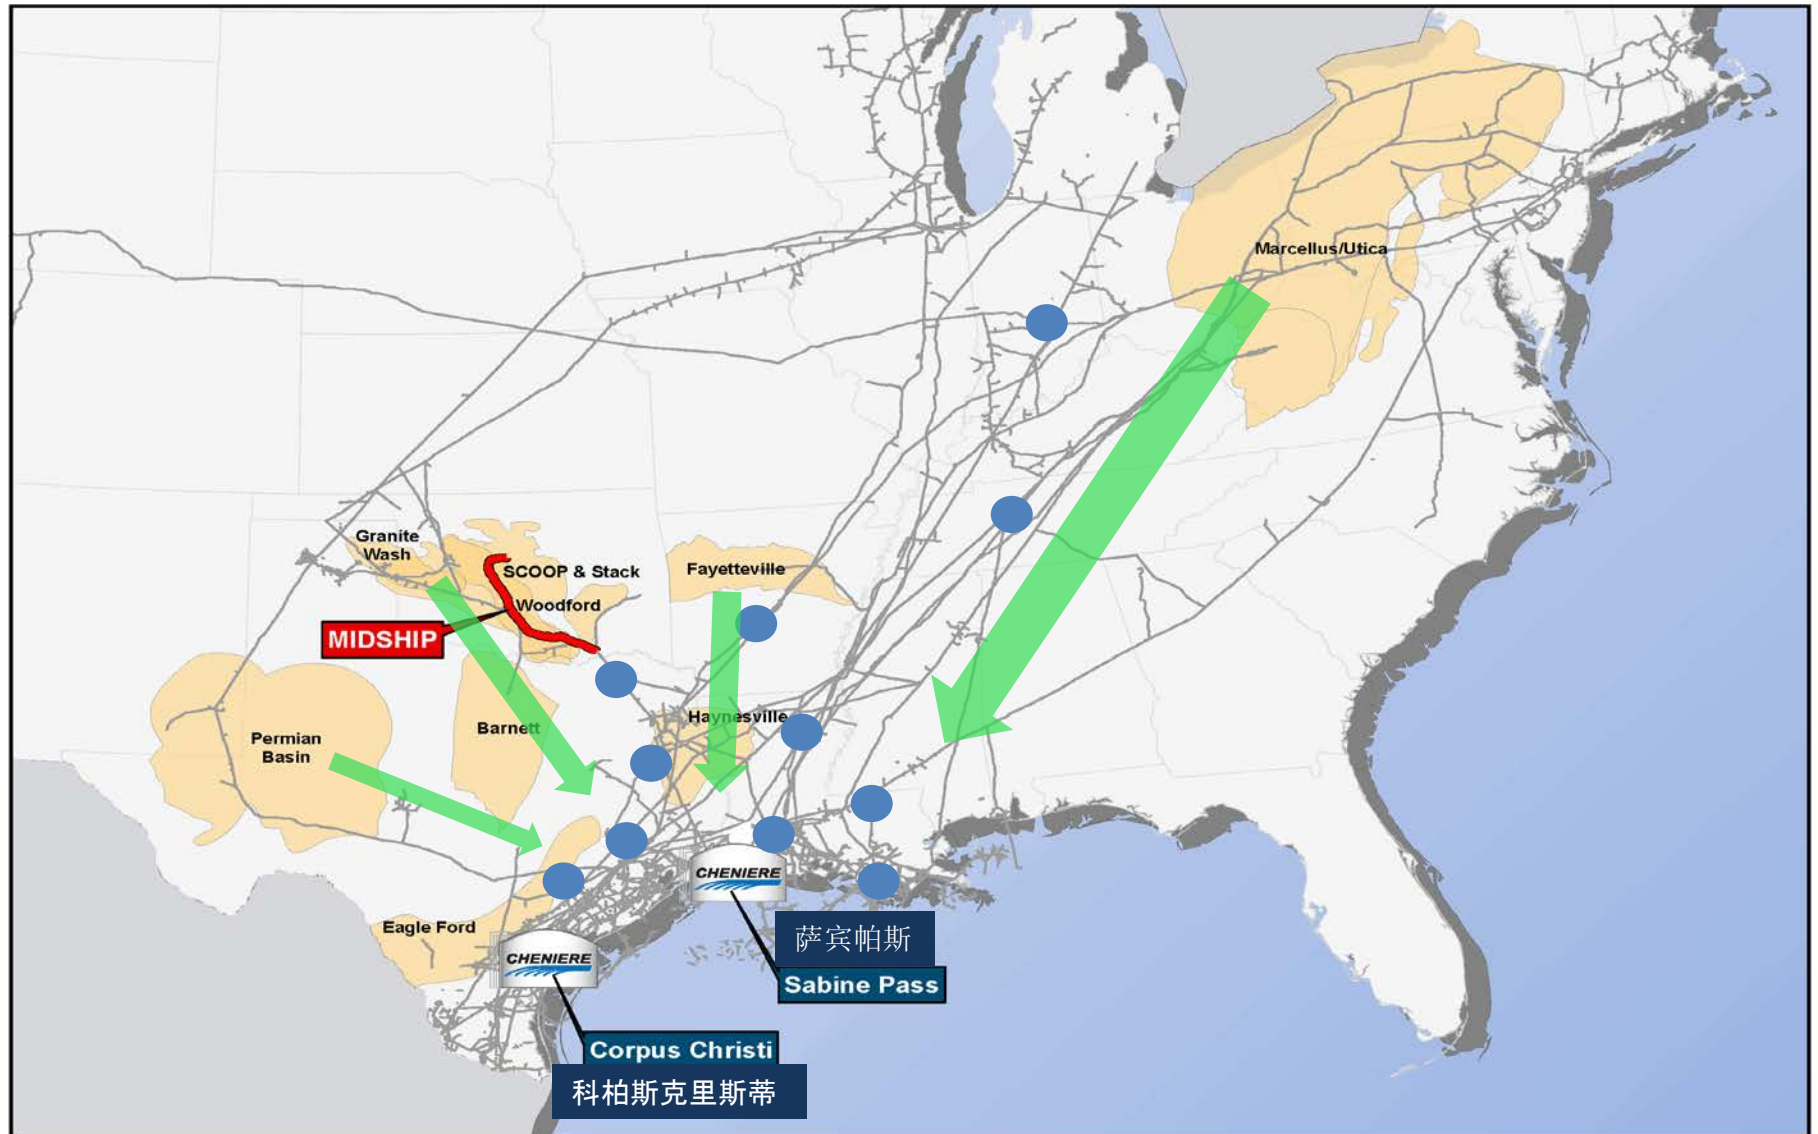 Marcellus/Utica
Granite
Wash
SCOOP & Stack
Fayetteville
Woodford
MIDSHIP
Haynesville
Barnett
Permian
Basin
CHENIERE
Eagle Ford
萨宾帕斯
CHENIERE
Sabine Pass
Corpus Christi
科柏斯克里斯蒂